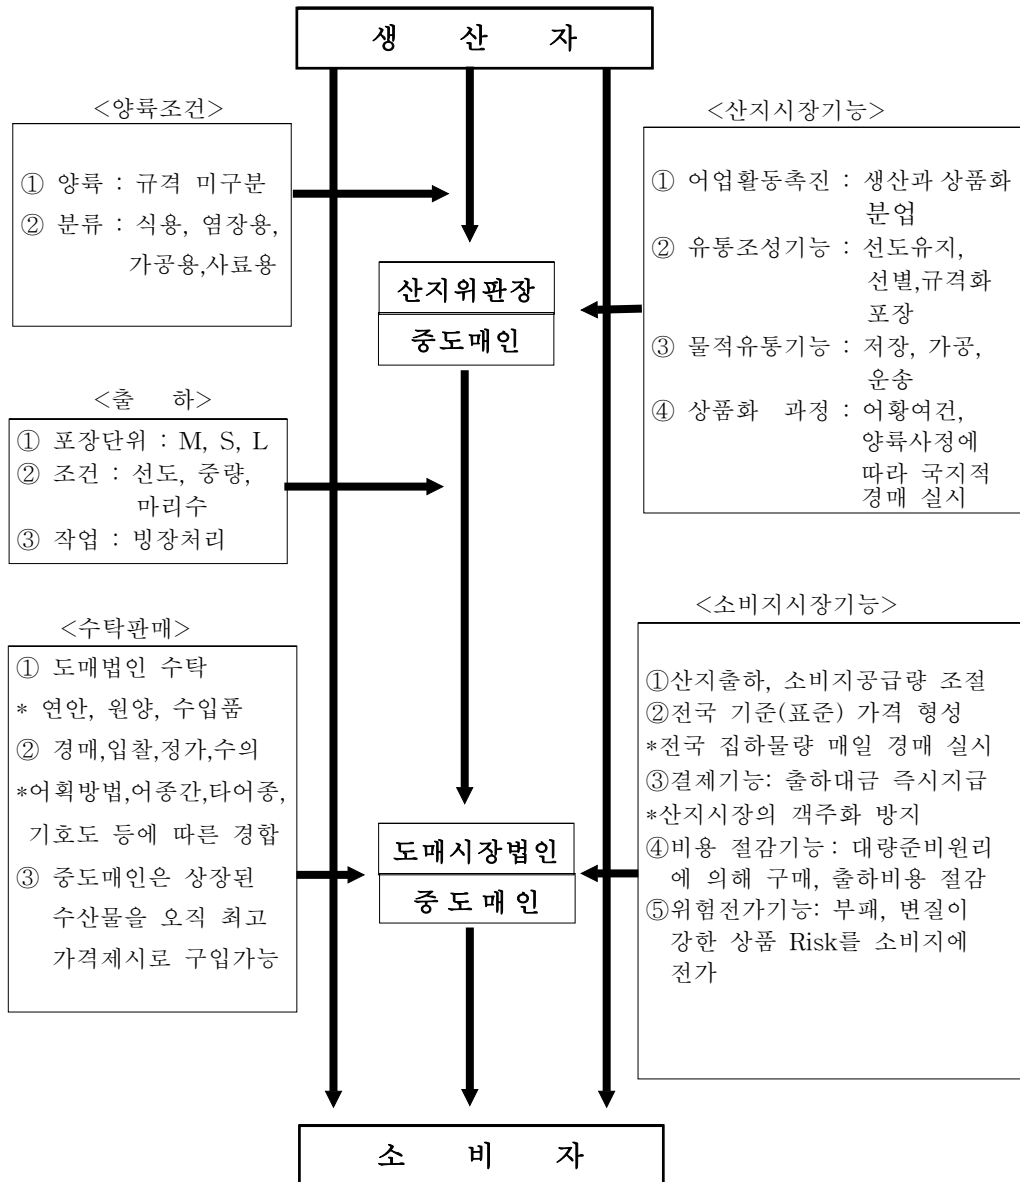 생 산 자
<양륙조건>
① 양륙 : 규격 미구분
② 분류 : 식용, 염장용,
가공용,사료용
<산지시장기능>
① 어업활동촉진 : 생산과 상품화
분업
② 유통조성기능 : 선도유지,
선별,규격화
포장
③ 물적유통기능 : 저장, 가공,
운송
④ 상품화 과정 : 어황여건,
양륙사정에
따라 국지적
경매 실시
산지위판장
중도매인
<출 하>
① 포장단위 : M, S, L
② 조건 : 선도, 중량,
마리수
③ 작업 : 빙장처리
<수탁판매>
① 도매법인 수탁
* 연안, 원양, 수입품
② 경매,입찰,정가,수의
*어획방법,어종간,타어종,
기호도 등에 따른 경합
③ 중도매인은 상장된
수산물을 오직 최고
가격제시로 구입가능
<소비지시장기능>
①산지출하, 소비지공급량 조절
②전국 기준(표준) 가격 형성
*전국 집하물량 매일 경매 실시
③결제기능: 출하대금 즉시지급
*산지시장의 객주화 방지
④비용 절감기능: 대량준비원리
에 의해 구매, 출하비용 절감
⑤위험전가기능: 부패, 변질이
강한 상품 Risk를 소비지에
전가
도매시장법인
중도매인
소 비 자